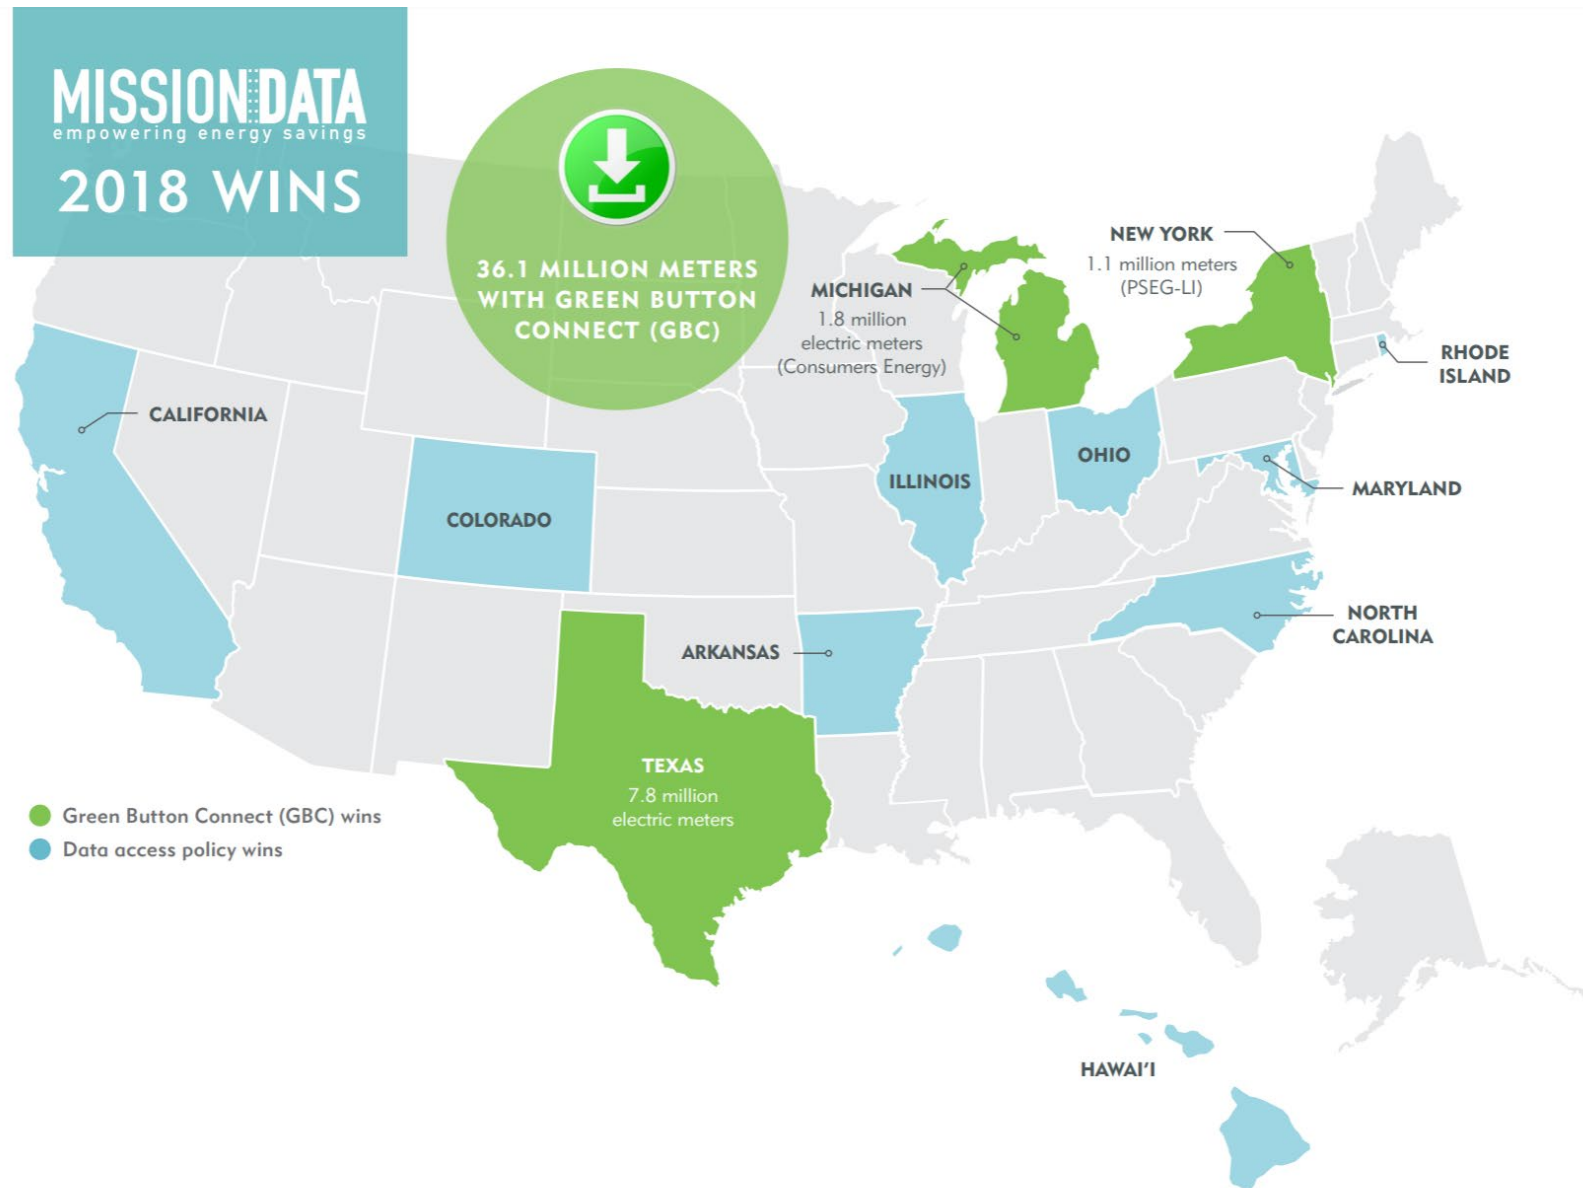 MISSION:DATA
empowering energy savings
2018 WINS
36.1 MILLION METERS
WITH GREEN BUTTON
CONNECT (GBC)
MICHIGAN
1.8 million
electric meters
(Consumers Energy)
NEW YORK
1.1 million meters
(PSEG-LI)
RHODE
ISLAND
CALIFORNIA
COLORADO
ILLINOIS
OHIO
MARYLAND
NORTH
CAROLINA
ARKANSAS
TEXAS
7.8 million
electric meters
Green Button Connect (GBC) wins
Data access policy wins
HAWAI'I